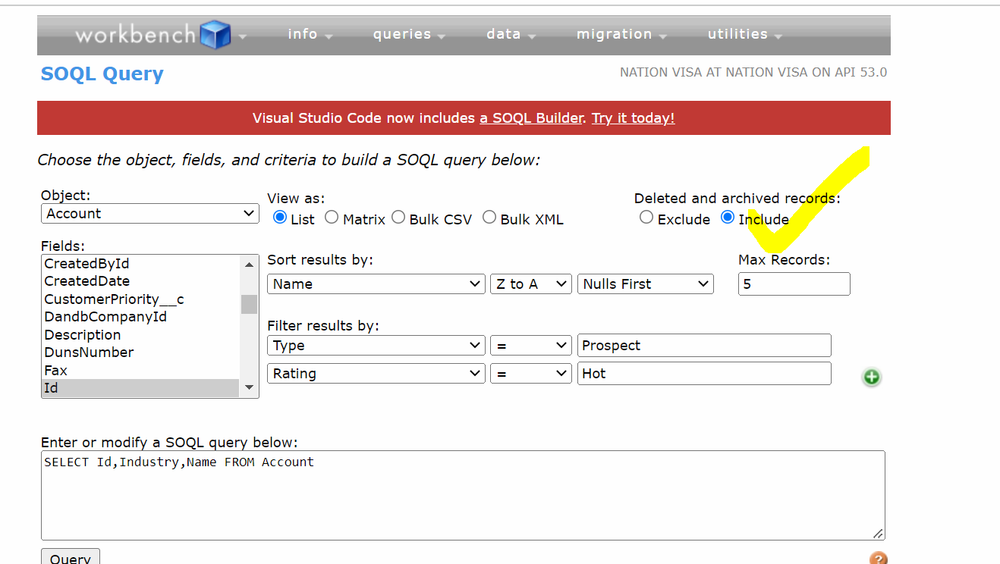 workbench info queries data migration utilities
SOQL Query
NATION VISA AT NATION VISA ON API 53.0
Visual Studio Code now includes a SOQL Builder. Try it today!
Choose the object, fields, and criteria to build a SOQL query below:
Object:
Account
View as:
List Matrix Bulk CSV Bulk XML
Deleted and archived records:
Exclude Include
Fields:
CreatedById
CreatedDate
CustomerPriority__c
DandbCompanyId
Description
DunsNumber
Fax
Id
Sort results by:
Name Z to A Nulls First
Max Records:
5
Filter results by:
Type = Prospect
Rating = Hot
Enter or modify a SOQL query below:
SELECT Id,Industry,Name FROM Account
Query
?